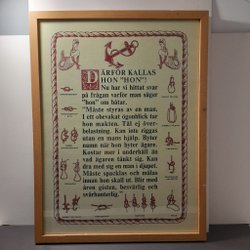 DÄRFÖR KALLAS
HON "HON"?
Nu har vi hittat svar
på frågan varför man säger
"hon" om båtar.
"Måste styras av en man.
I ett obevakat ögonblick tar
hon makten. Tål ej över-
belastning. Kan inte riggas
utan en mans hjälp. Byter
namn när hon byter ägare.
Kostar mer i underhåll än
vad ägaren tänkt sig. Kan
dra med sig en man i djupet.
Måste spacklas och målas
innan hon skall ut. Blir med
åren gisten, besvärlig och
svårhanterlig."